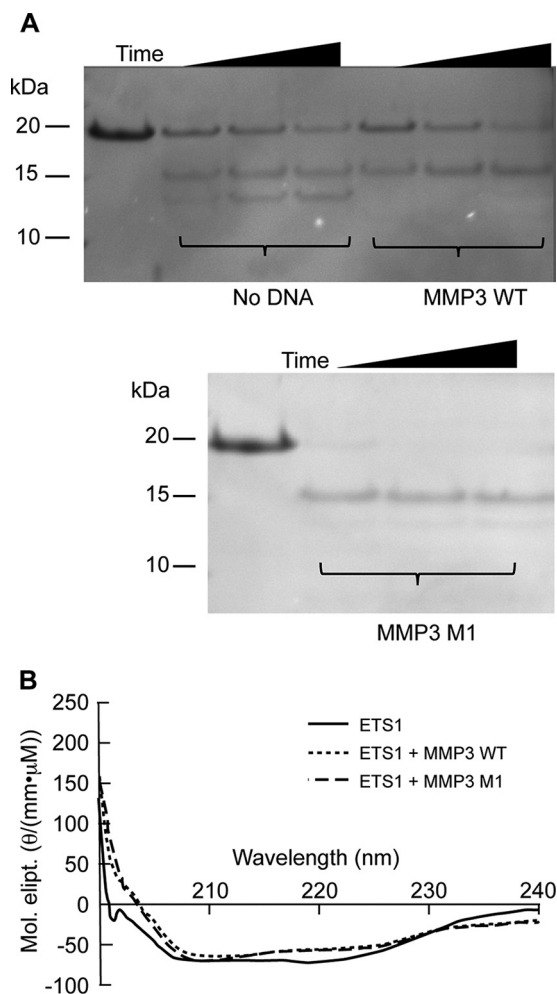 A
Time
kDa
20
15
10
No DNA MMP3 WT
Time
kDa
20
15
10
MMP3 M1
B
250
200
150
100
50
0
-50
-100
Mol. elipt. (θ/(mm•μM))
Wavelength (nm)
210 220 230 240
ETS1
ETS1 + MMP3 WT
ETS1 + MMP3 M1